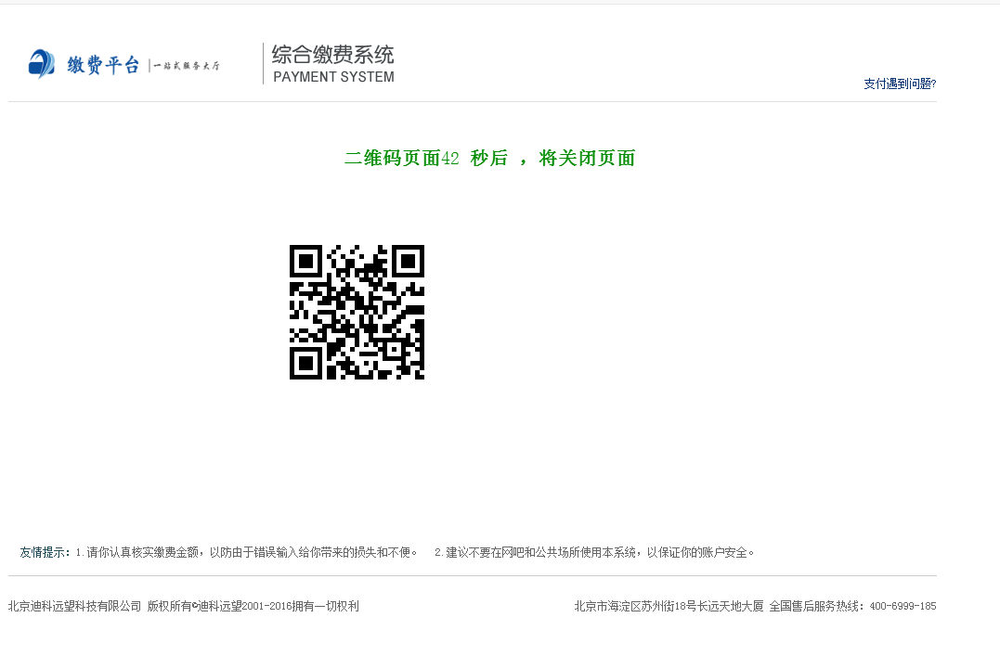 缴费平台 一站式服务大厅
综合缴费系统
PAYMENT SYSTEM
支付遇到问题?
二维码页面42 秒后 ，将关闭页面
友情提示：1.请你认真核实缴费金额，以防由于错误输入给你带来的损失和不便。 2.建议不要在网吧和公共场所使用本系统，以保证你的账户安全。
北京迪科远望科技有限公司 版权所有©迪科远望2001-2016拥有一切权利
北京市海淀区苏州街18号长远天地大厦 全国售后服务热线：400-6999-185